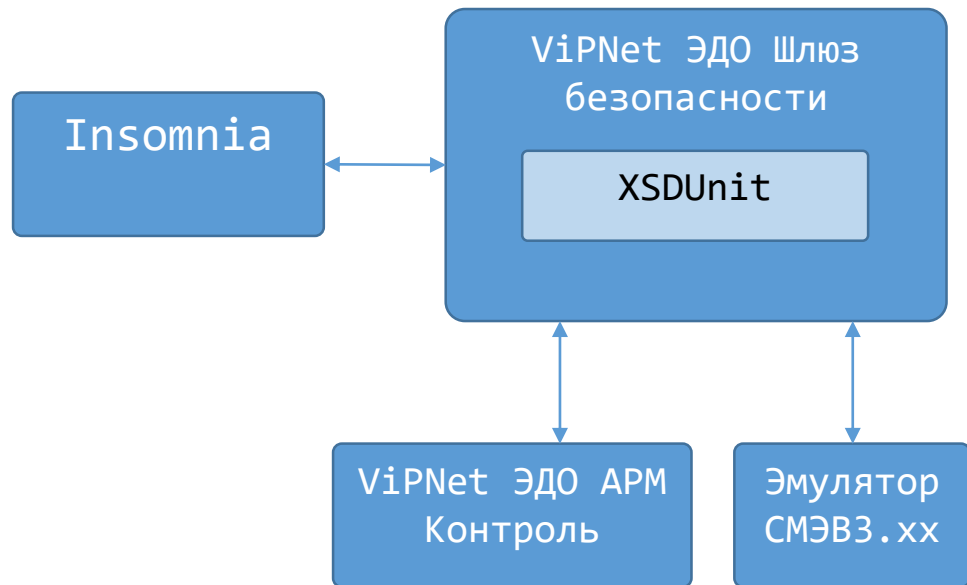 ViPNet ЭДО Шлюз
безопасности
Insomnia
XSDUnit
ViPNet ЭДО АРМ
Контроль
Эмулятор
СМЭВ3.xx